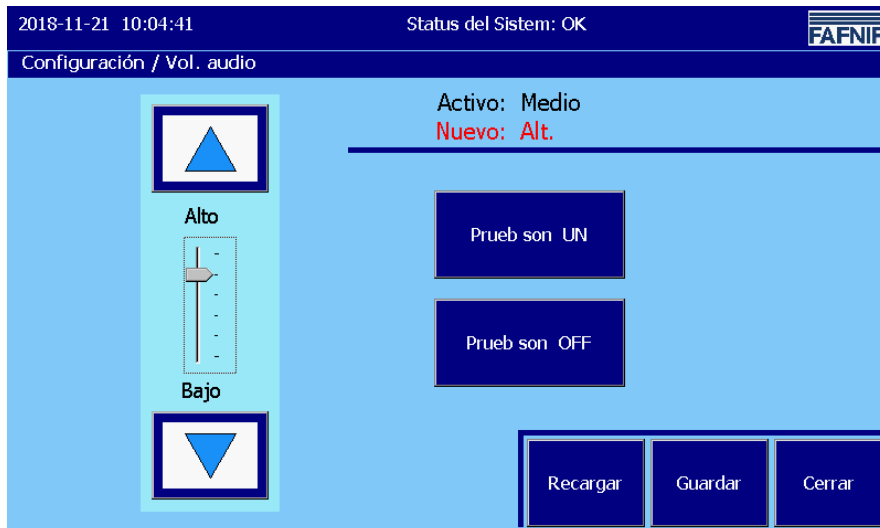 2018-11-21 10:04:41
Status del Sistem: OK
FAFNIR
Configuración / Vol. audio
Activo: Medio
Nuevo: Alt.
Alto
Bajo
Prueb son UN
Prueb son OFF
Recargar
Guardar
Cerrar